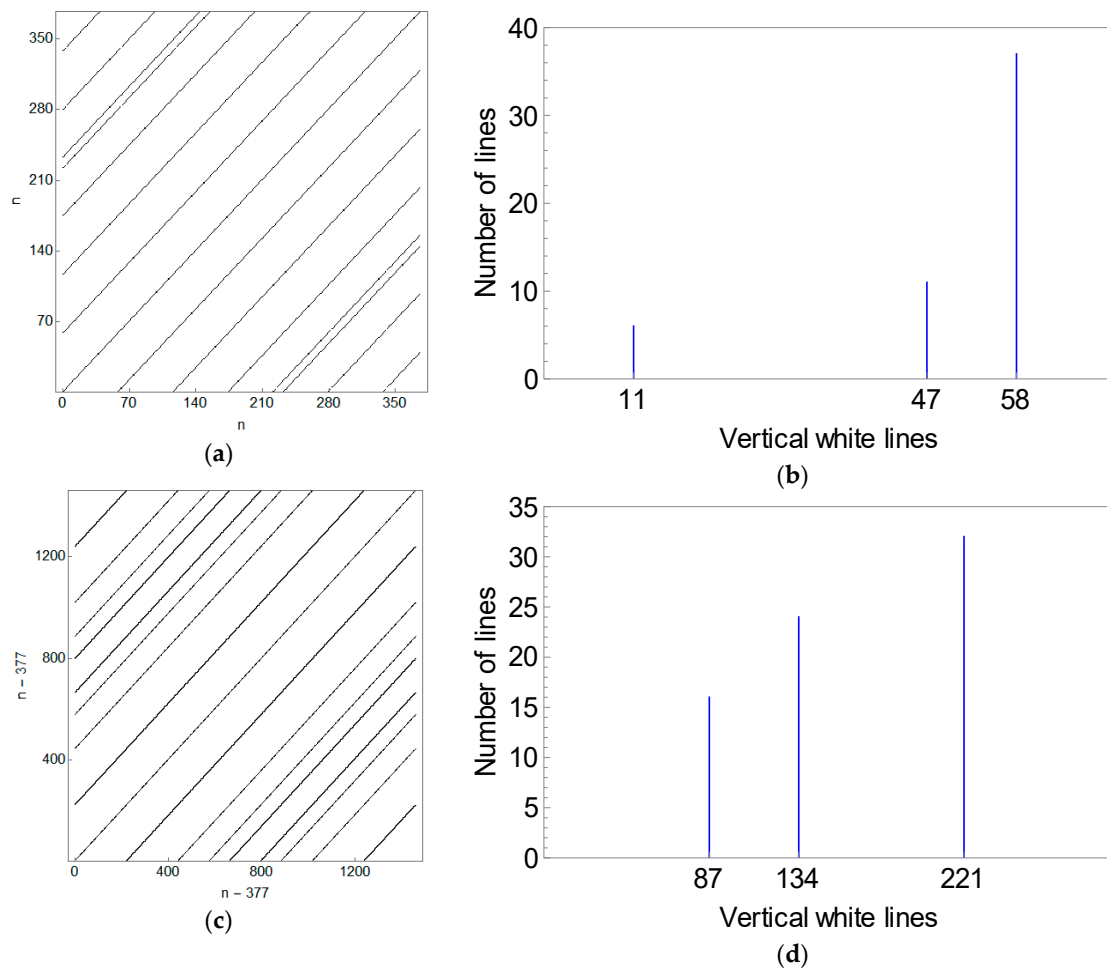 350
280
210
140
70
n
0 70 140 210 280 350
n
(a)
40
30
20
10
0
Number of lines
11 47 58
Vertical white lines
(b)
1200
800
400
n − 377
0 400 800 1200
n − 377
(c)
35
30
25
20
15
10
5
0
Number of lines
87 134 221
Vertical white lines
(d)